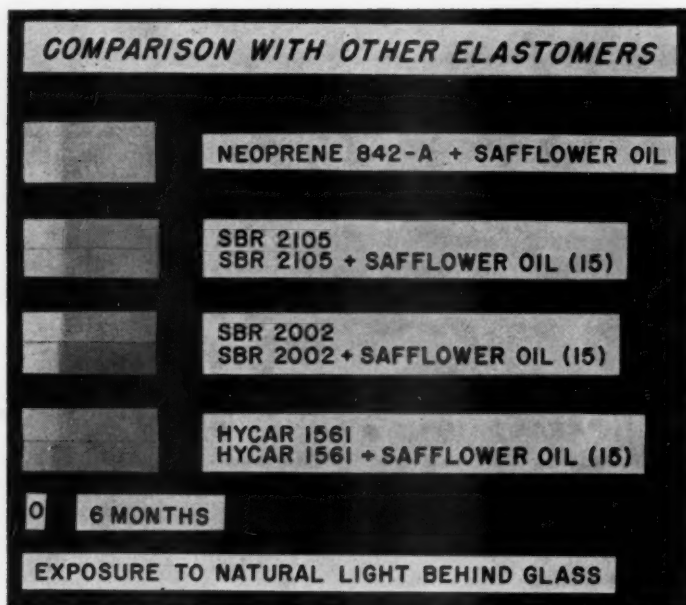 COMPARISON WITH OTHER ELASTOMERS
NEOPRENE 842-A + SAFFLOWER OIL
SBR 2105
SBR 2105 + SAFFLOWER OIL (15)
SBR 2002
SBR 2002 + SAFFLOWER OIL (15)
HYCAR 1561
HYCAR 1561 + SAFFLOWER OIL (15)
0 6 MONTHS
EXPOSURE TO NATURAL LIGHT BEHIND GLASS